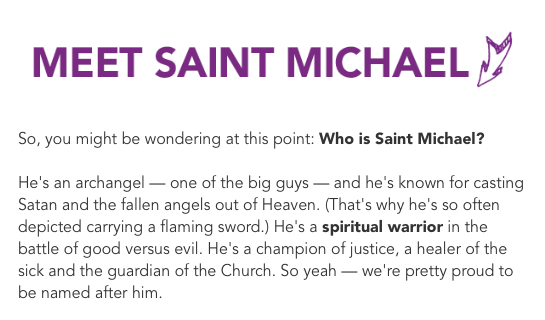 MEET SAINT MICHAEL
So, you might be wondering at this point: Who is Saint Michael?
He's an archangel — one of the big guys — and he's known for casting
Satan and the fallen angels out of Heaven. (That's why he's so often
depicted carrying a flaming sword.) He's a spiritual warrior in the
battle of good versus evil. He's a champion of justice, a healer of the
sick and the guardian of the Church. So yeah — we're pretty proud to
be named after him.